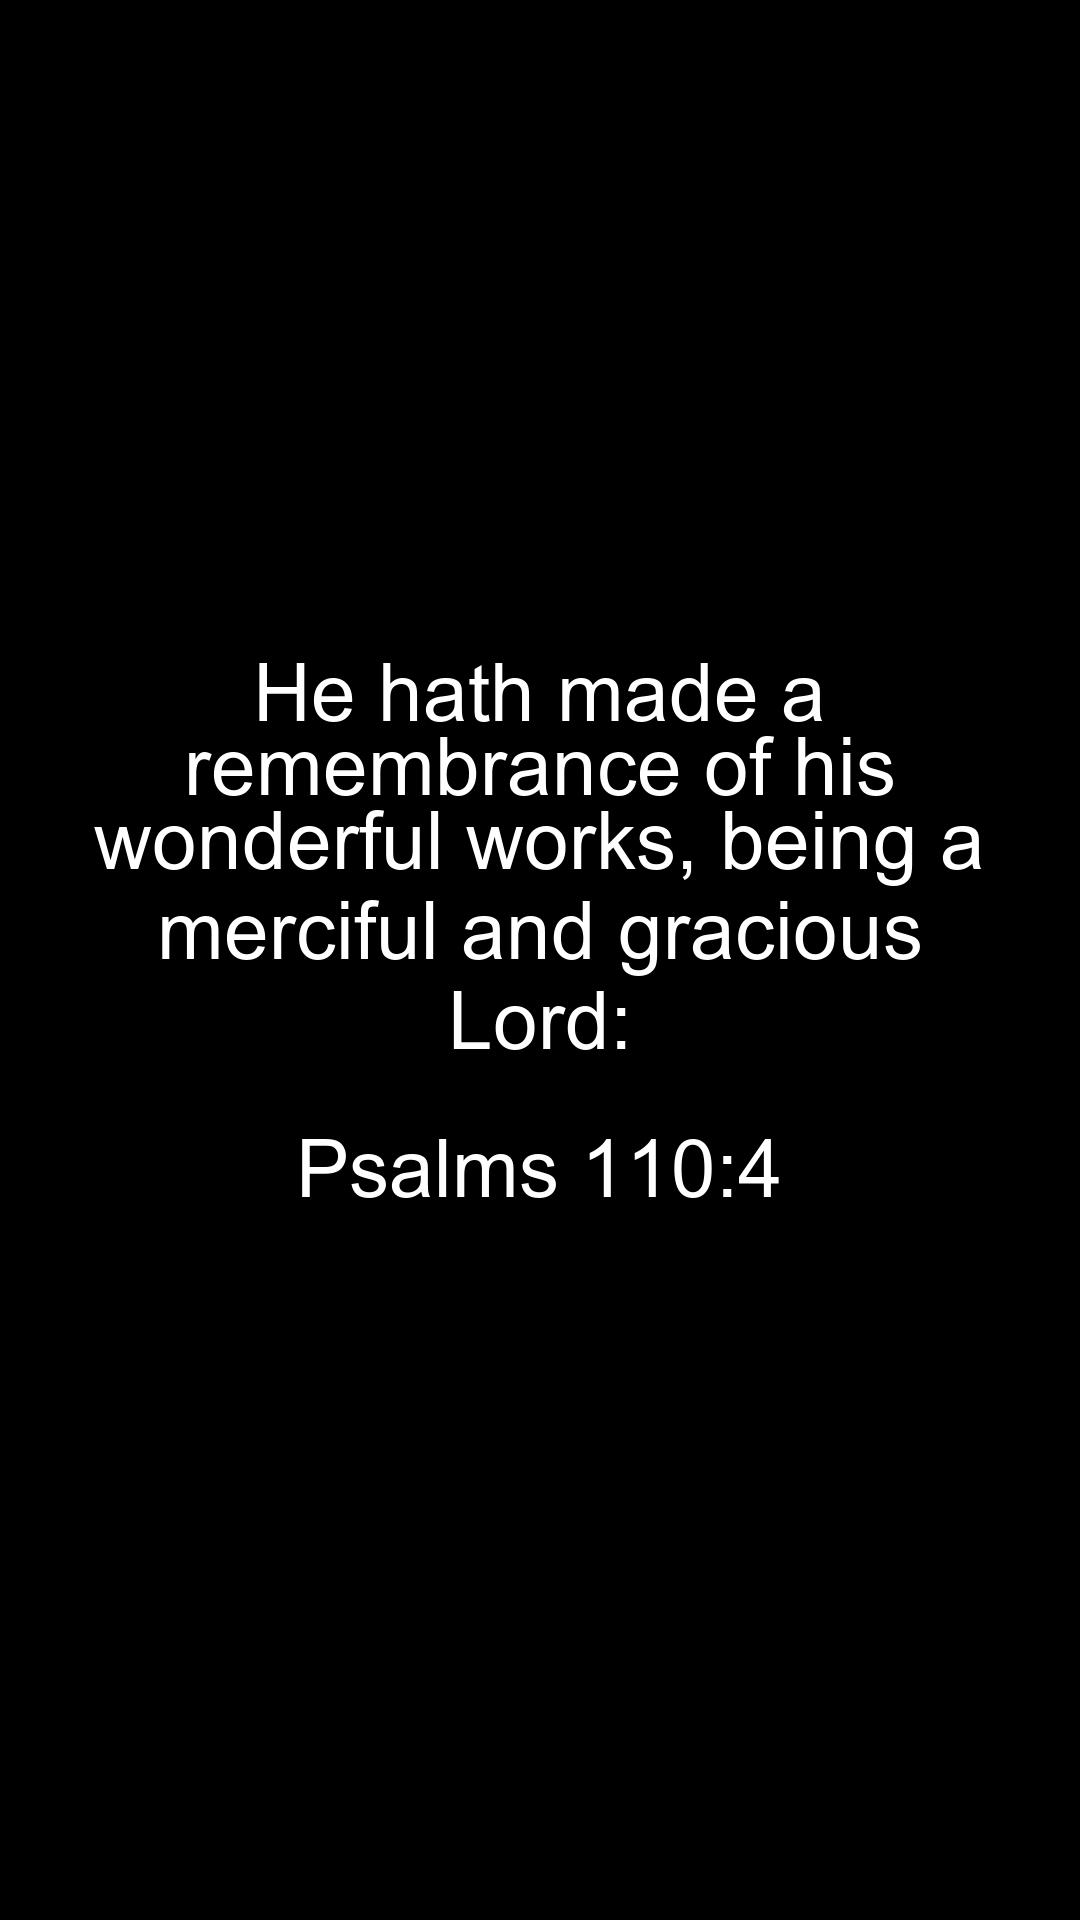 He hath made a
remembrance of his
wonderful works, being a
merciful and gracious
Lord:
Psalms 110:4